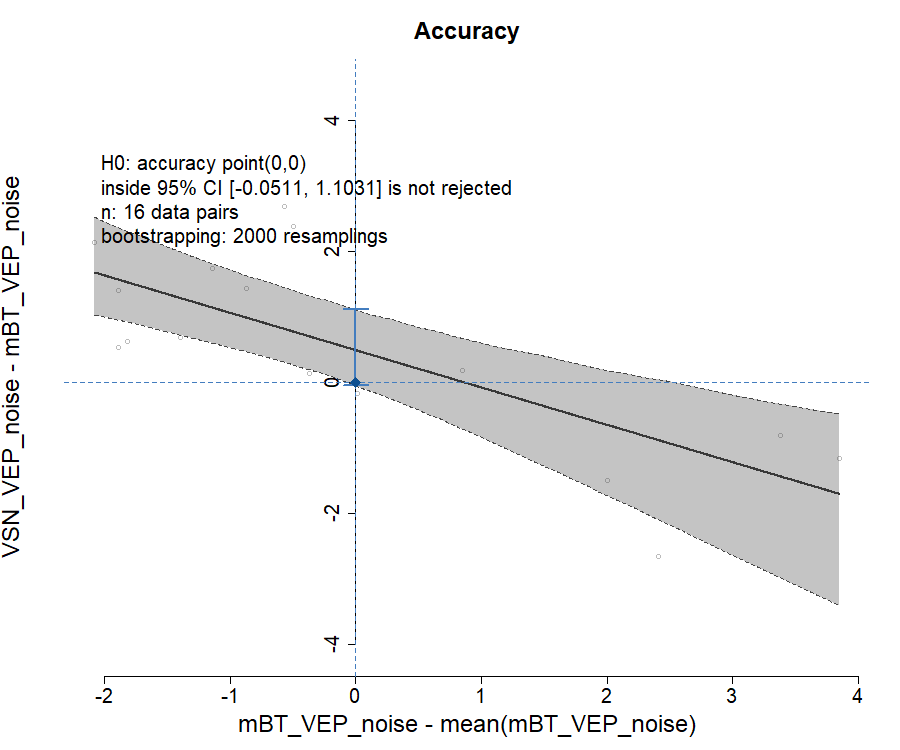 Accuracy
H0: accuracy point(0,0)
inside 95% CI [-0.0511, 1.1031] is not rejected
n: 16 data pairs
bootstrapping: 2000 resamplings
VSN_VEP_noise - mBT_VEP_noise
4
2
0
-2
-4
-2 -1 0 1 2 3 4
mBT_VEP_noise - mean(mBT_VEP_noise)